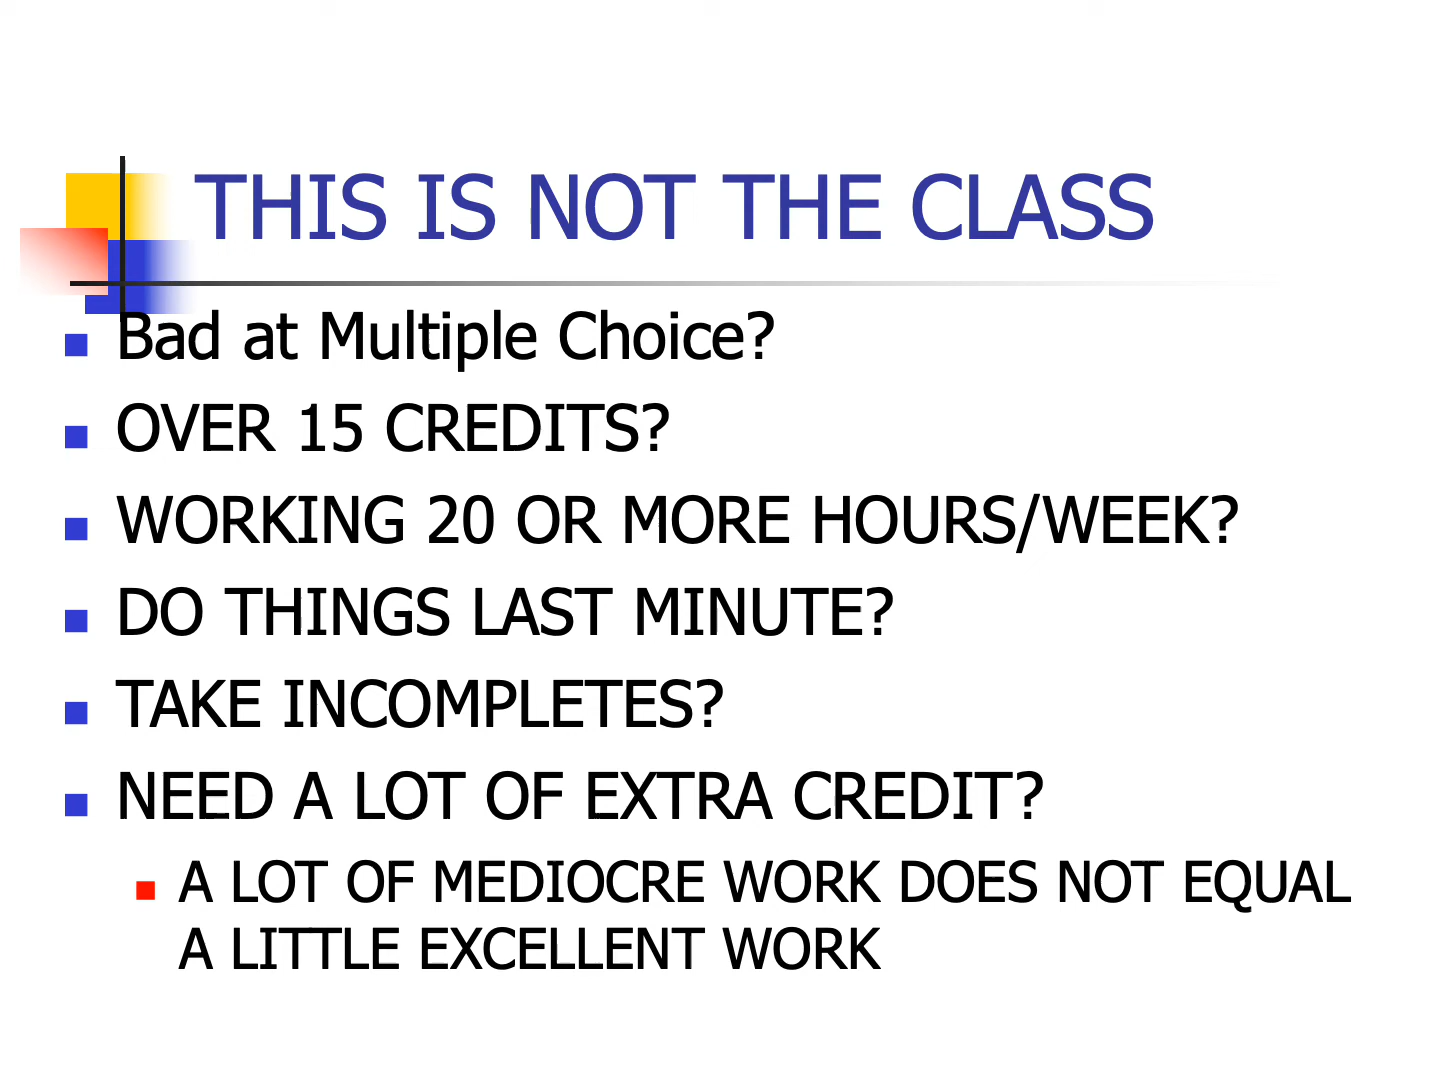 THIS IS NOT THE CLASS
Bad at Multiple Choice?
OVER 15 CREDITS?
WORKING 20 OR MORE HOURS/WEEK?
DO THINGS LAST MINUTE?
TAKE INCOMPLETES?
NEED A LOT OF EXTRA CREDIT?
A LOT OF MEDIOCRE WORK DOES NOT EQUAL
A LITTLE EXCELLENT WORK